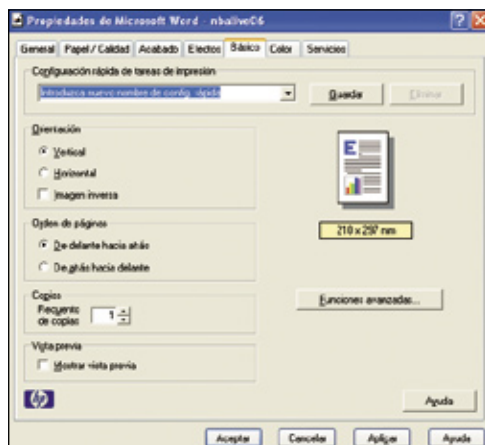 Propiedades de Microsoft Word - nbalive06
General Papel / Calidad Acabado Efectos Básico Color Servicios
Configuración rápida de tareas de impresión
Introduzca nuevo nombre de config. rápida
Guardar Eliminar
Orientación
Vertical
Horizontal
Imagen inversa
Orden de páginas
De delante hacia atrás
De atrás hacia delante
210 x 297 mm
Copias
Recuento de copias
1
Funciones avanzadas...
Vista previa
Mostrar vista previa
hp
Ayuda
Aceptar Cancelar Aplicar Ayuda